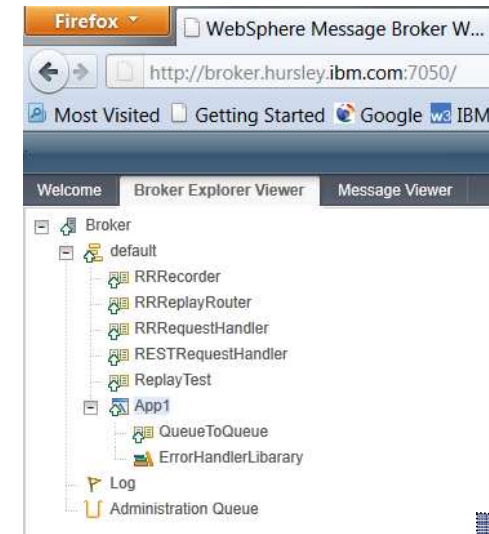 Firefox
WebSphere Message Broker W...
http://broker.hursley.ibm.com:7050/
Most Visited Getting Started Google w3 IBM
Welcome Broker Explorer Viewer Message Viewer
Broker
default
RRRecorder
RRReplayRouter
RRRequestHandler
RESTRequestHandler
ReplayTest
App1
QueueToQueue
ErrorHandlerLibarary
Log
Administration Queue